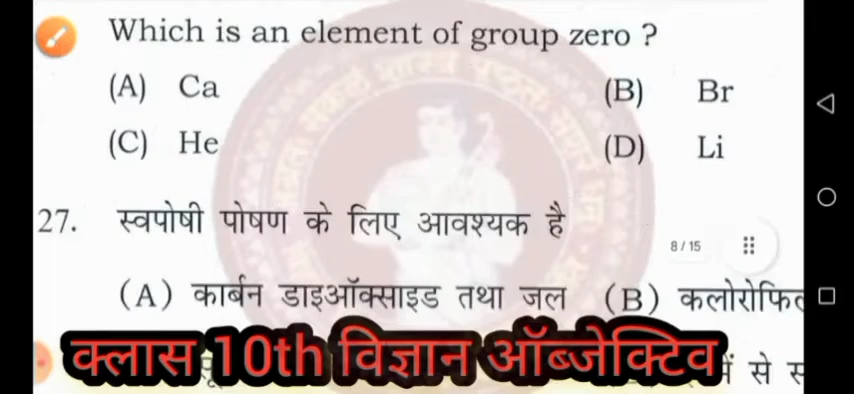 Which is an element of group zero ?
(A) Ca (B) Br
(C) He (D) Li
27. स्वपोषी पोषण के लिए आवश्यक है
8 / 15
(A) कार्बन डाइऑक्साइड तथा जल (B)
क्लास 10th विज्ञान ऑब्जेक्टिव
से